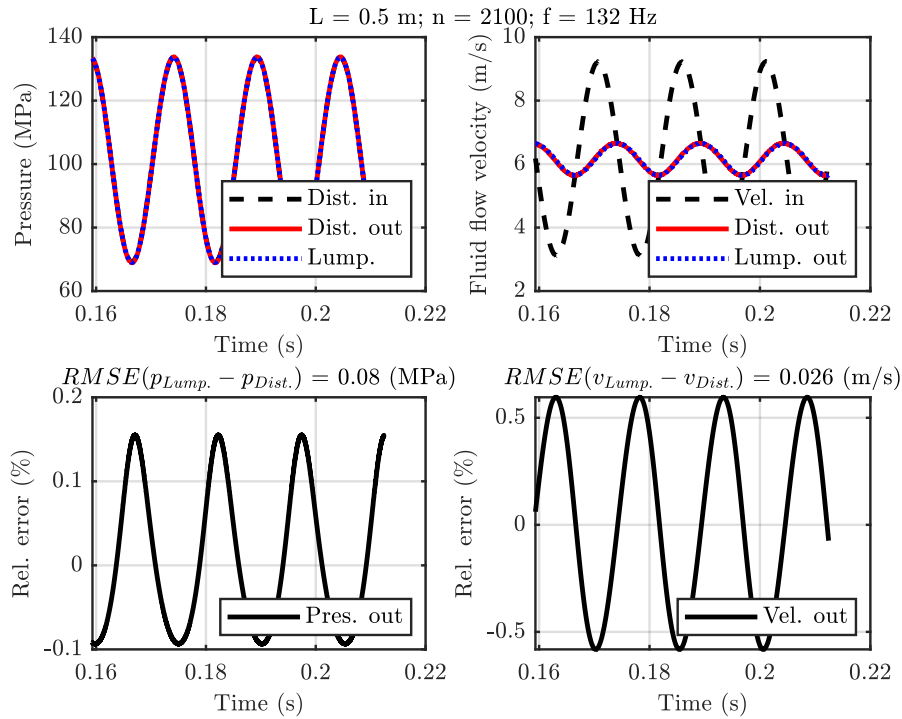 L = 0.5 m; n = 2100; f = 132 Hz
140
120
100
80
60
Pressure (MPa)
Dist. in
Dist. out
Lump.
0.16 0.18 0.2 0.22
Time (s)
10
8
6
4
2
Fluid flow velocity (m/s)
Vel. in
Dist. out
Lump. out
0.16 0.18 0.2 0.22
Time (s)
RMSE(p_Lump. − p_Dist.) = 0.08 (MPa)
0.2
0.1
0
-0.1
Rel. error (%)
Pres. out
0.16 0.18 0.2 0.22
Time (s)
RMSE(v_Lump. − v_Dist.) = 0.026 (m/s)
0.5
0
-0.5
Rel. error (%)
Vel. out
0.16 0.18 0.2 0.22
Time (s)